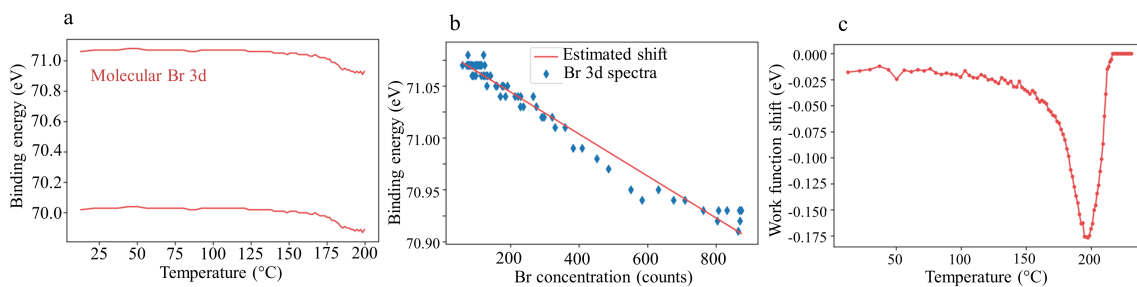 a
Binding energy (eV)
71.0
70.8
70.6
70.4
70.2
70.0
Molecular Br 3d
25
50
75
100
125
150
175
200
Temperature (°C)
b
Binding energy (eV)
71.05
71.00
70.95
70.90
Estimated shift
Br 3d spectra
200
400
600
800
Br concentration (counts)
c
Work function shift (eV)
0.000
-0.025
-0.050
-0.075
-0.100
-0.125
-0.150
-0.175
50
100
150
200
Temperature (°C)